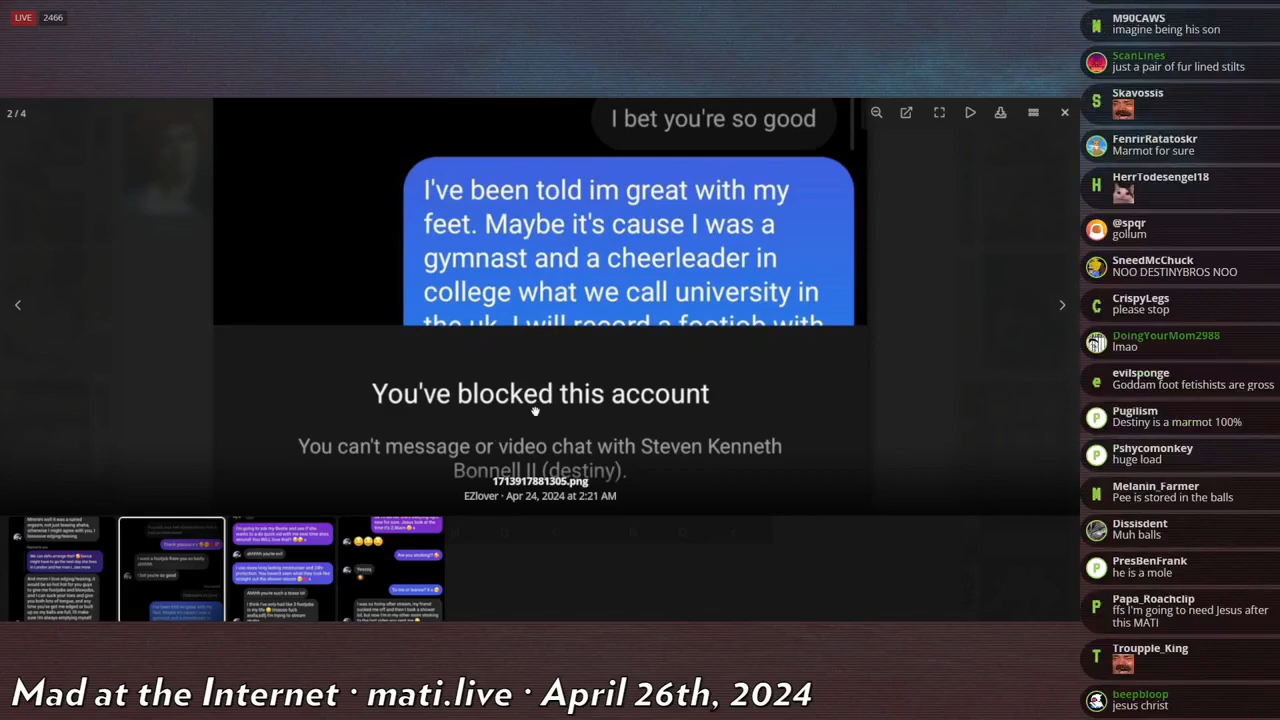 LIVE 2466
2 / 4
I bet you're so good
I've been told im great with my
feet. Maybe it's cause I was a
gymnast and a cheerleader in
college what we call university in
the uk. I will record a footjob with
You've blocked this account
You can't message or video chat with Steven Kenneth
Bonnell II (destiny).
1713917881305.png
EZlover · Apr 24, 2024 at 2:21 AM
Mad at the Internet · mati.live · April 26th, 2024
M90CAWS
imagine being his son
ScanLines
just a pair of fur lined stilts
Skavossis
FenrirRatatoskr
Marmot for sure
HerrTodesengel18
@spqr
gollum
SneedMcChuck
NOO DESTINYBROS NOO
CrispyLegs
please stop
DoingYourMom2988
lmao
evilsponge
Goddam foot fetishists are gross
Pugilism
Destiny is a marmot 100%
Pshycomonkey
huge load
Melanin_Farmer
Pee is stored in the balls
Dissisdent
Muh balls
PresBenFrank
he is a mole
Papa_Roachclip
ffs I'm going to need Jesus after
this MATI
Troupple_King
beepbloop
jesus christ